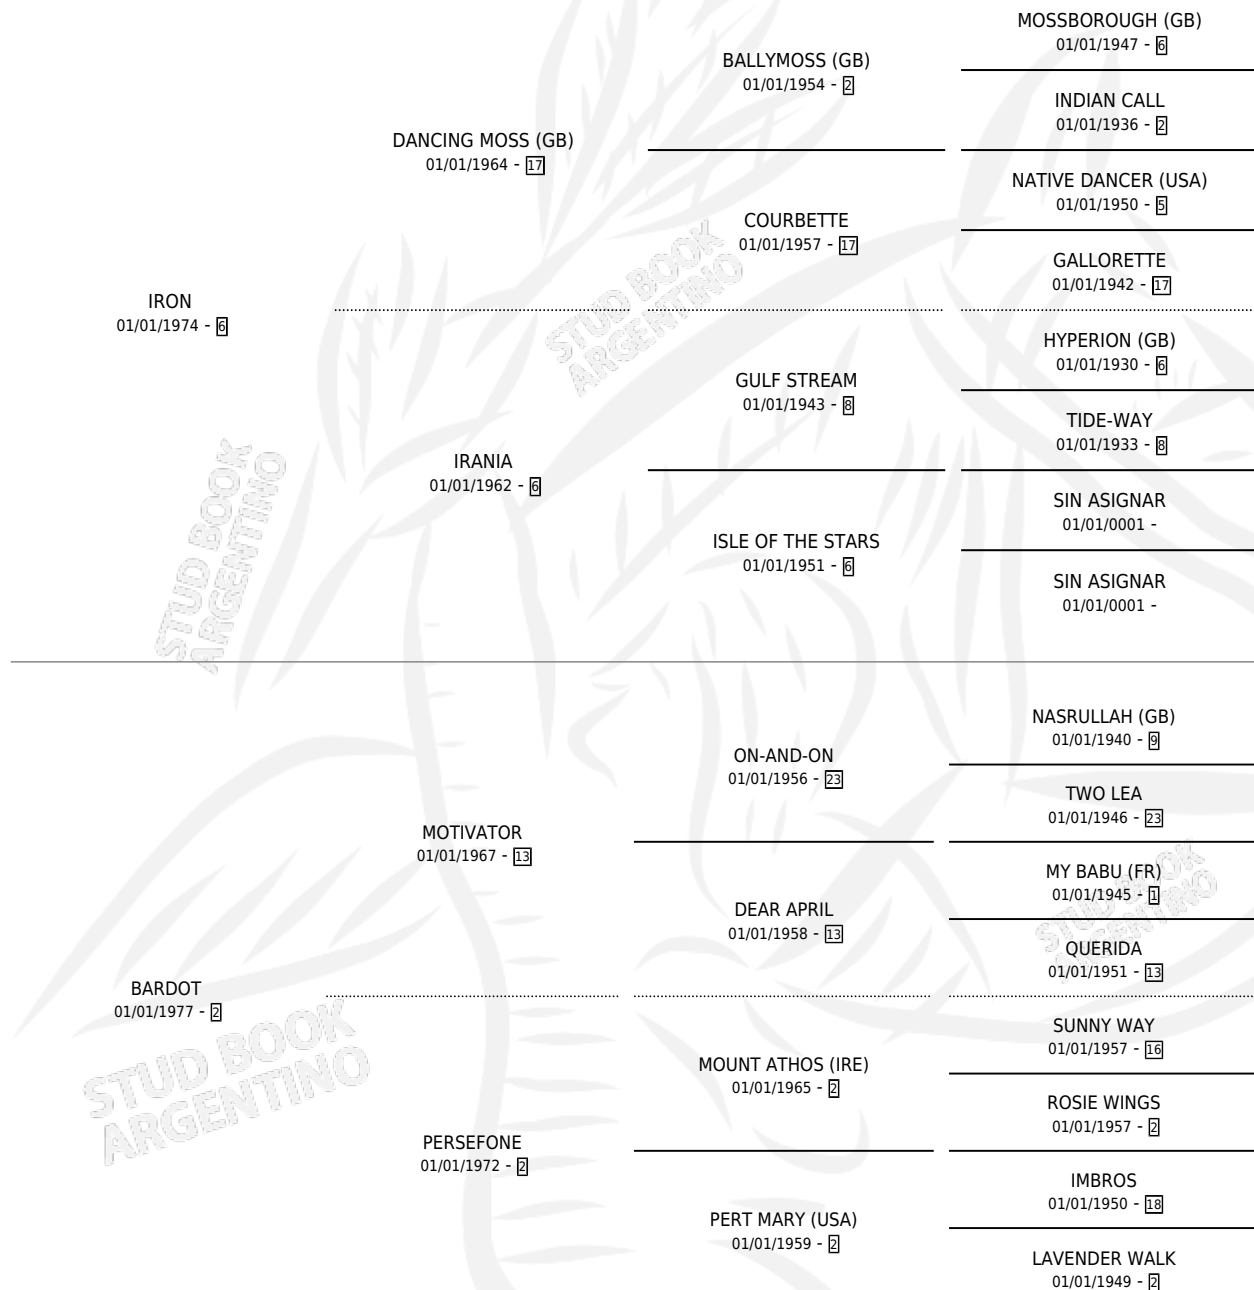 MOSSBOROUGH (GB)
01/01/1947 - 6
BALLYMOSS (GB)
01/01/1954 - 2
INDIAN CALL
01/01/1936 - 2
DANCING MOSS (GB)
01/01/1964 - 17
NATIVE DANCER (USA)
01/01/1950 - 5
COURBETTE
01/01/1957 - 17
GALLORETTE
01/01/1942 - 17
IRON
01/01/1974 - 6
HYPERION (GB)
01/01/1930 - 6
GULF STREAM
01/01/1943 - 8
TIDE-WAY
01/01/1933 - 8
IRANIA
01/01/1962 - 6
SIN ASIGNAR
01/01/0001 -
ISLE OF THE STARS
01/01/1951 - 6
SIN ASIGNAR
01/01/0001 -
NASRULLAH (GB)
01/01/1940 - 9
ON-AND-ON
01/01/1956 - 23
TWO LEA
01/01/1946 - 23
MOTIVATOR
01/01/1967 - 13
MY BABU (FR)
01/01/1945 - 1
DEAR APRIL
01/01/1958 - 13
QUERIDA
01/01/1951 - 13
BARDOT
01/01/1977 - 2
SUNNY WAY
01/01/1957 - 16
MOUNT ATHOS (IRE)
01/01/1965 - 2
ROSIE WINGS
01/01/1957 - 2
PERSEFONE
01/01/1972 - 2
IMBROS
01/01/1950 - 18
PERT MARY (USA)
01/01/1959 - 2
LAVENDER WALK
01/01/1949 - 2
STUD BOOK
ARGENTINO
STUD BOOK
ARGENTINO
STUD BOOK
ARGENTINO
STUD BOOK
ARGENTINO